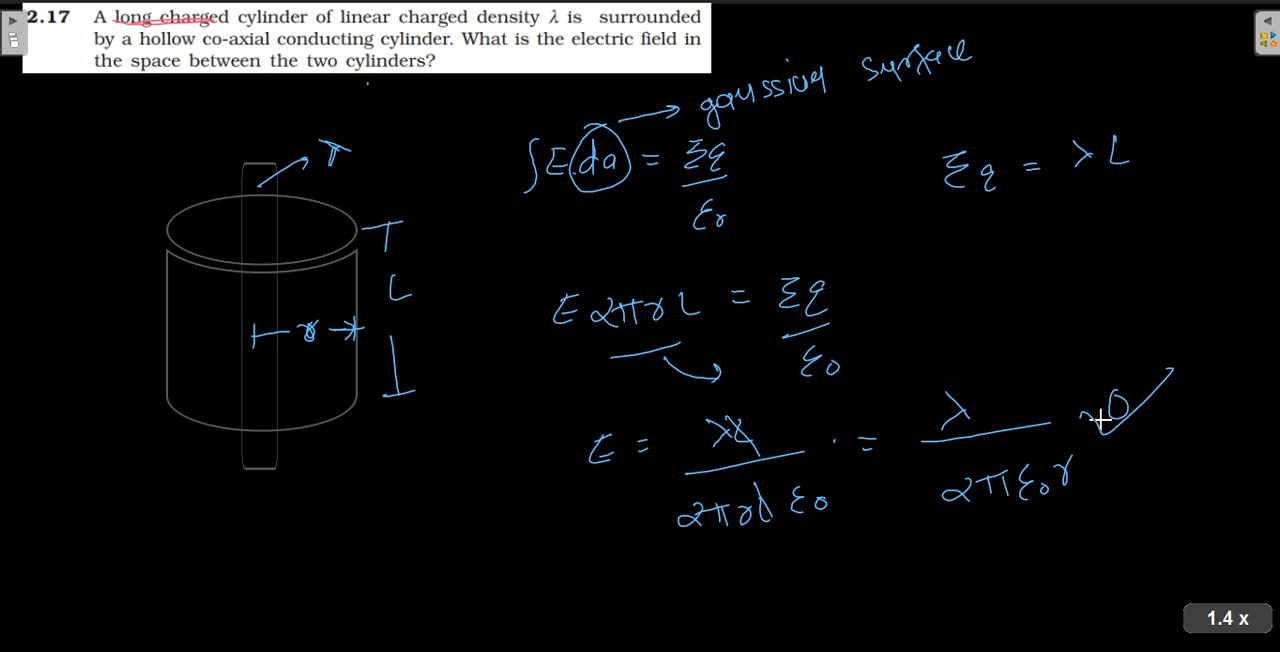 2.17 A long charged cylinder of linear charged density λ is surrounded
by a hollow co-axial conducting cylinder. What is the electric field in
the space between the two cylinders?
gaussian surface
∫E.da = Σq / ε0
Σq = λL
L
r
E 2πrL = Σq / ε0
E = λL / 2πrL ε0 = λ / 2πε0r
1.4 x